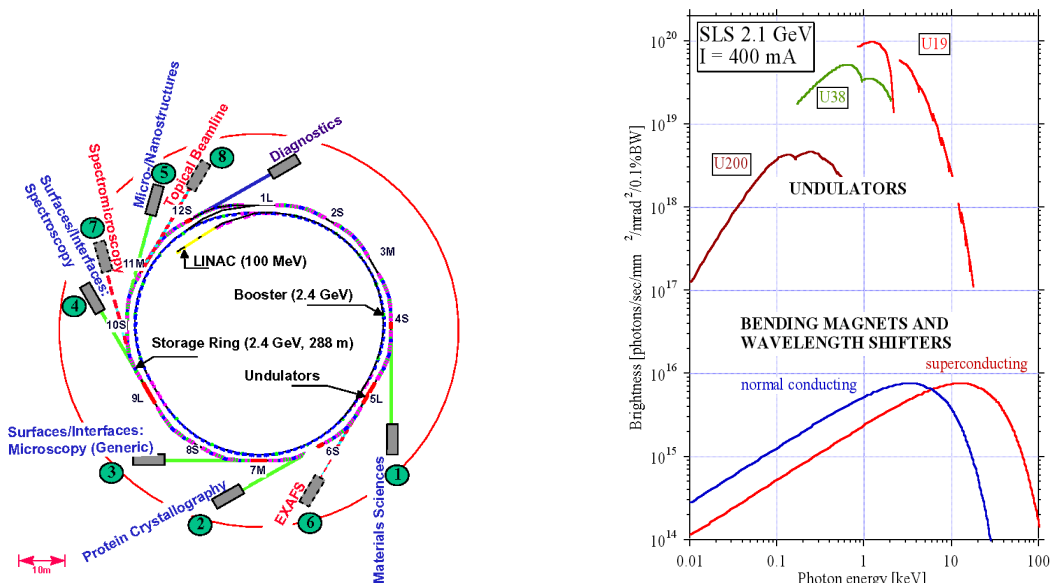 Micro-/Nanostructures
5
Topical Beamline
8
Diagnostics
Spectromicroscopy
7
Surfaces/Interfaces:
Spectroscopy
4
12S
1L
2S
3M
11M
LINAC (100 MeV)
Booster (2.4 GeV)
4S
10S
Storage Ring (2.4 GeV, 288 m)
Undulators
9L
5L
Surfaces/Interfaces:
Microscopy (Generic)
8S
7M
6S
3
Protein Crystallography
2
EXAFS
6
1
Materials Sciences
10m
SLS 2.1 GeV
I = 400 mA
U19
U38
U200
UNDULATORS
BENDING MAGNETS AND
WAVELENGTH SHIFTERS
superconducting
normal conducting
Brightness [photons/sec/mm²/mrad²/0.1%BW]
10²⁰
10¹⁹
10¹⁸
10¹⁷
10¹⁶
10¹⁵
10¹⁴
0.01
0.1
1
10
100
Photon energy [keV]